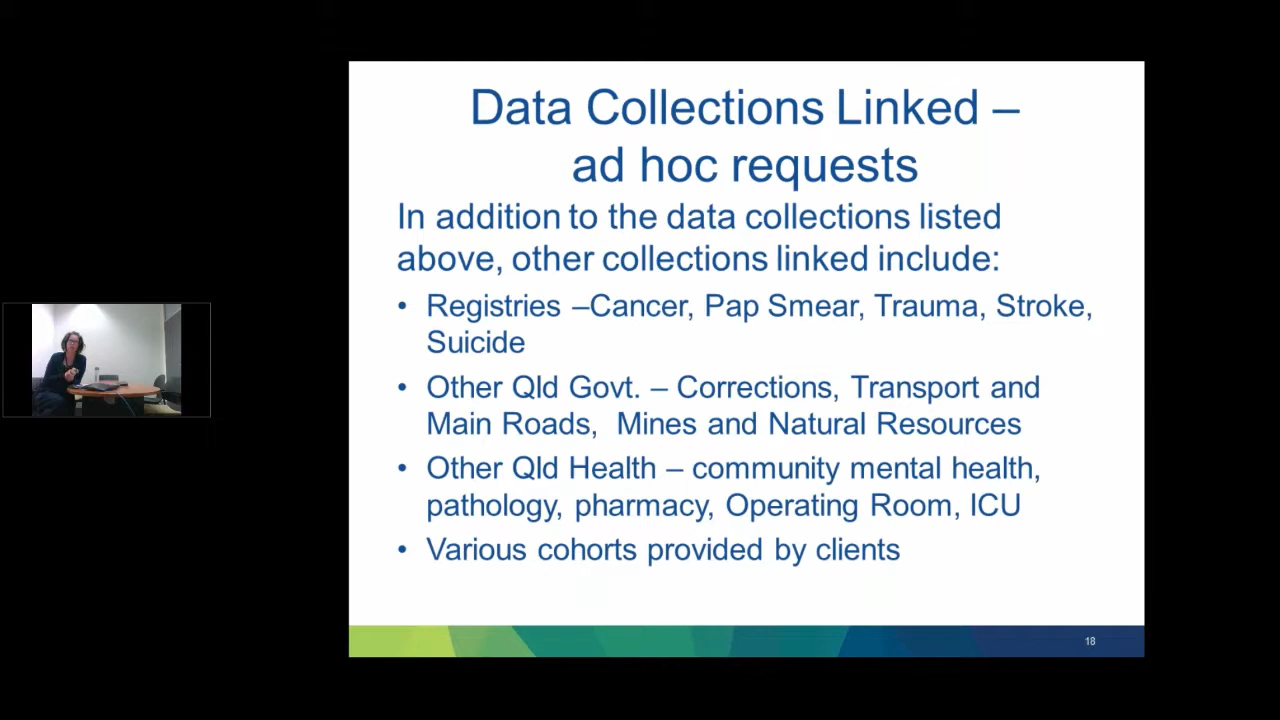 Data Collections Linked –
ad hoc requests
In addition to the data collections listed
above, other collections linked include:
• Registries –Cancer, Pap Smear, Trauma, Stroke,
Suicide
• Other Qld Govt. – Corrections, Transport and
Main Roads,  Mines and Natural Resources
• Other Qld Health – community mental health,
pathology, pharmacy, Operating Room, ICU
• Various cohorts provided by clients
18